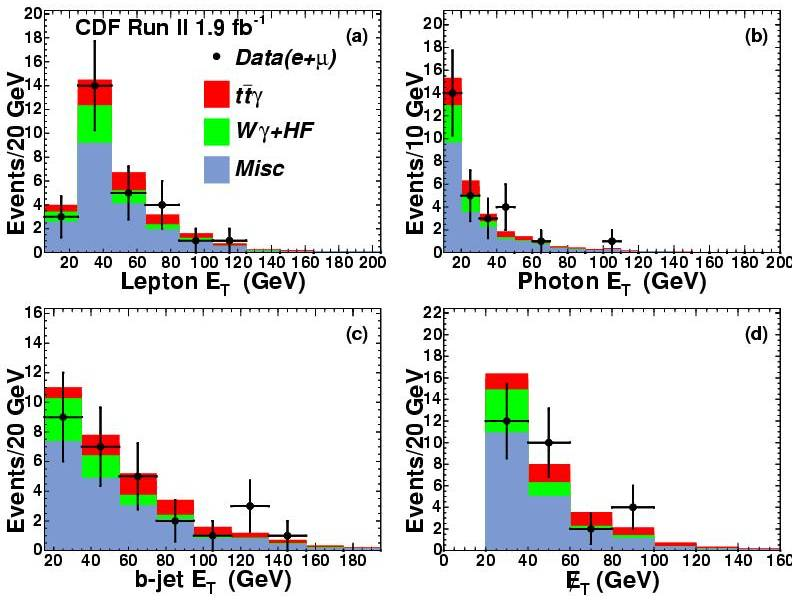 CDF Run II 1.9 fb⁻¹
(a)
Data(e+μ)
tt̄γ
Wγ+HF
Misc
Events/20 GeV
0 2 4 6 8 10 12 14 16 18 20
20 40 60 80 100 120 140 160 180 200
Lepton E_T (GeV)
(b)
Events/10 GeV
0 2 4 6 8 10 12 14 16 18 20
20 40 60 80 100 120 140 160 180 200
Photon E_T (GeV)
(c)
Events/20 GeV
0 2 4 6 8 10 12 14 16
20 40 60 80 100 120 140 160 180
b-jet E_T (GeV)
(d)
Events/20 GeV
0 2 4 6 8 10 12 14 16 18 20 22
0 20 40 60 80 100 120 140 160
E̸_T (GeV)